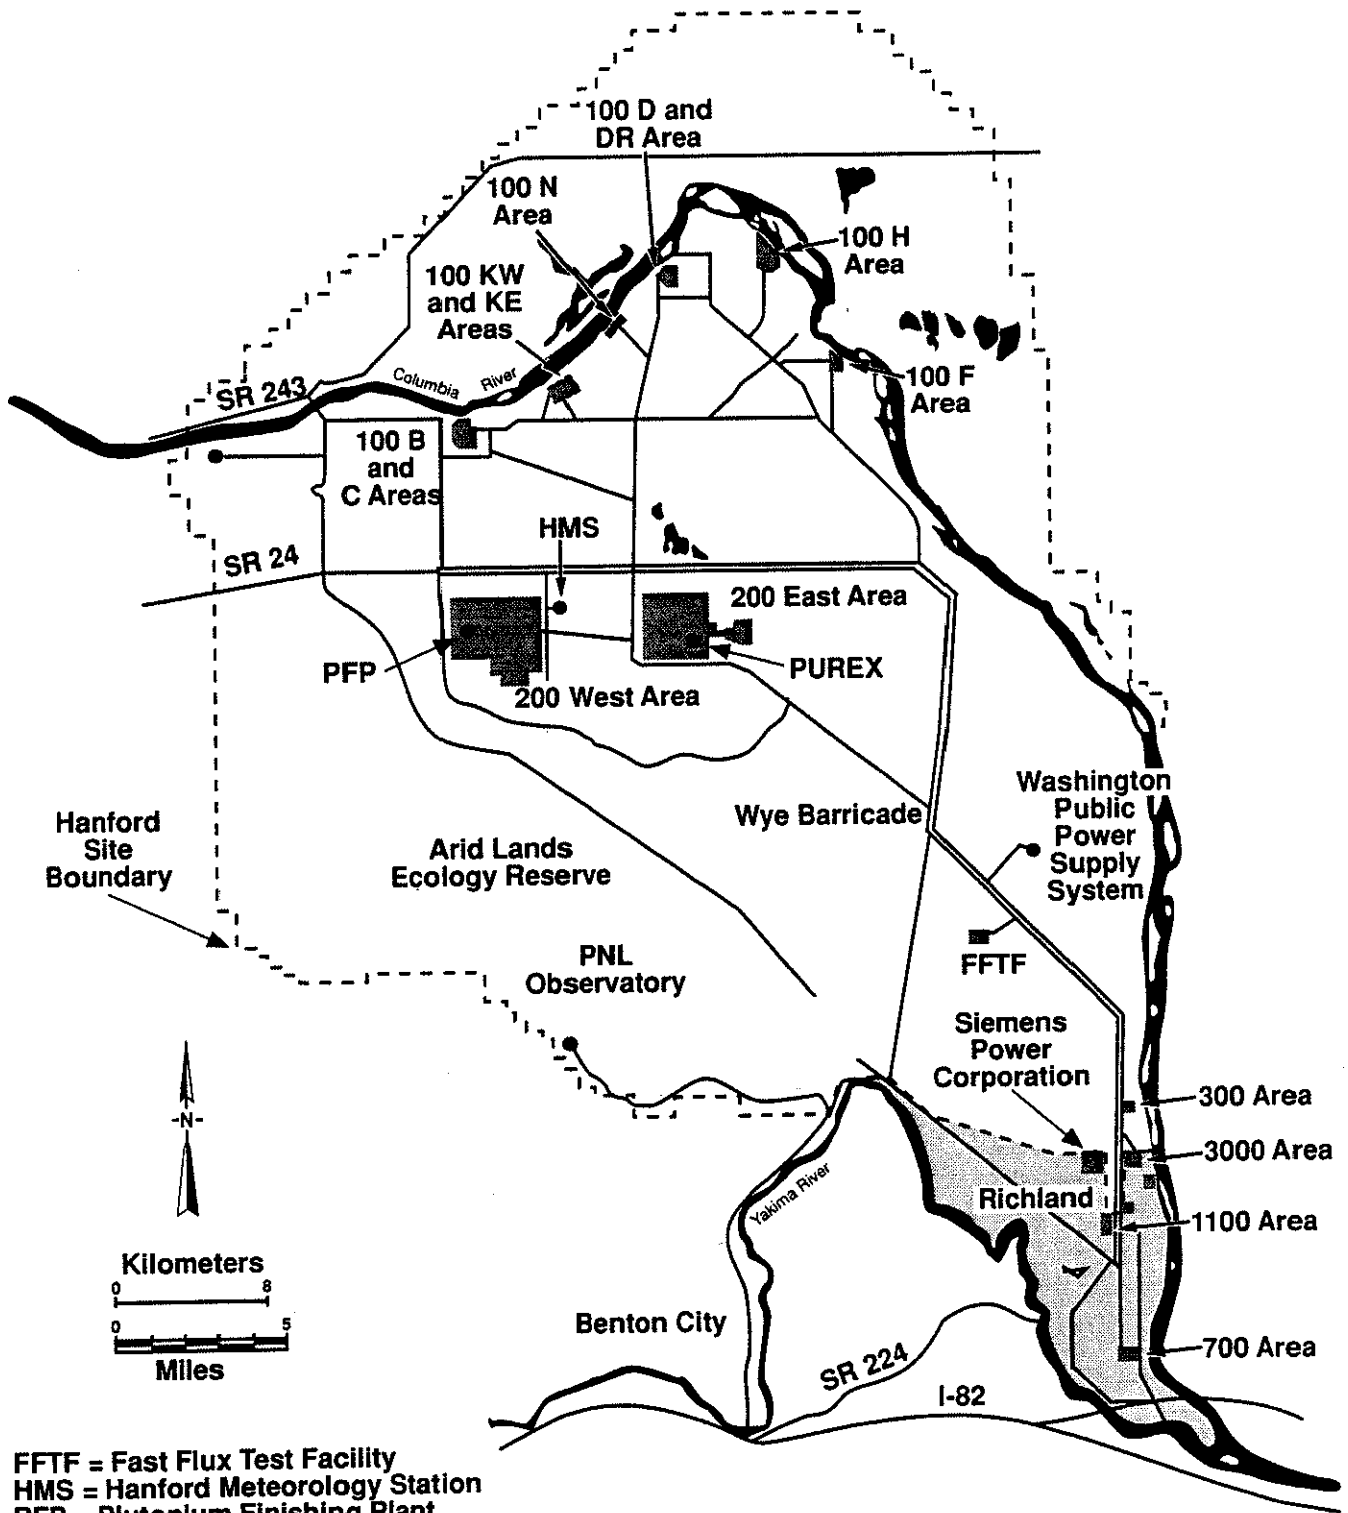 100 D and
DR Area
100 N
Area
100 H
Area
100 KW
and KE
Areas
Columbia
River
100 F
Area
SR 243
100 B
and
C Areas
HMS
SR 24
200 East Area
PFP
PUREX
200 West Area
Washington
Public
Power
Supply
System
Wye Barricade
Hanford
Site
Boundary
Arid Lands
Ecology Reserve
FFTF
PNL
Observatory
Siemens
Power
Corporation
N
300 Area
3000 Area
Richland
Yakima River
1100 Area
Kilometers
0 8
0 5
Miles
Benton City
SR 224
700 Area
I-82
FFTF = Fast Flux Test Facility
HMS = Hanford Meteorology Station
PFP = Plutonium Finishing Plant